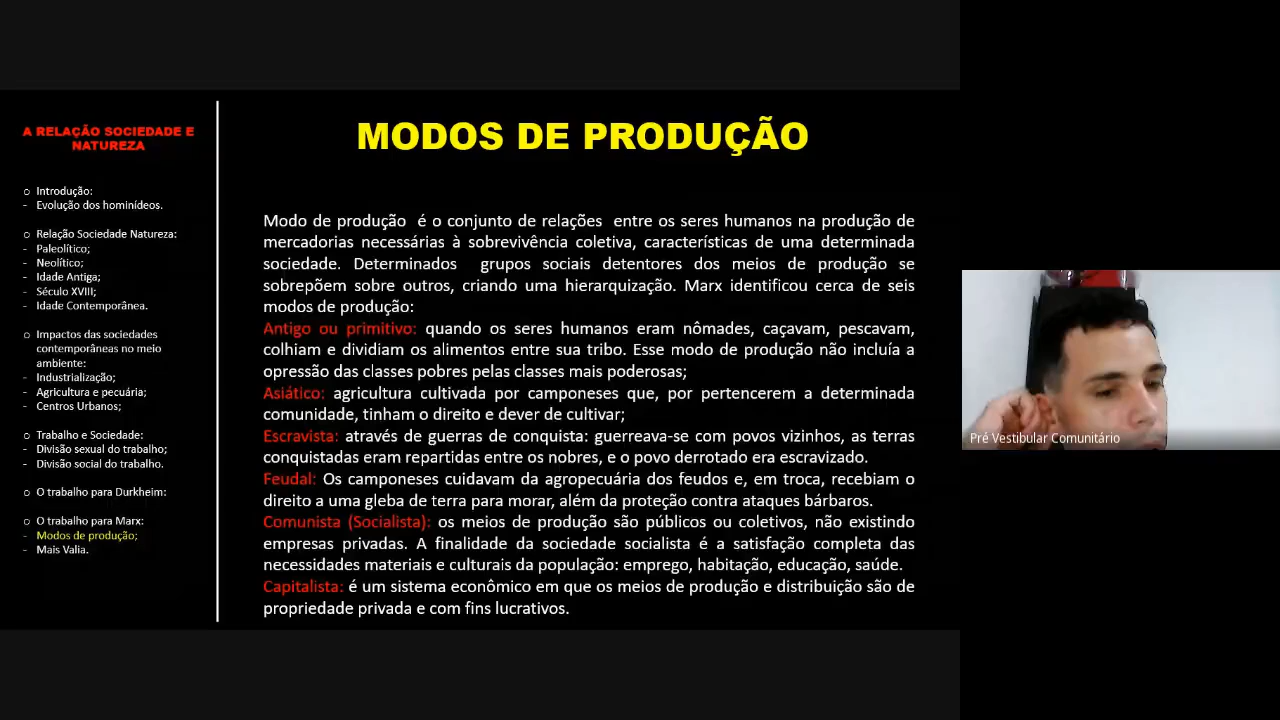 A RELAÇÃO SOCIEDADE E
NATUREZA
o Introdução:
- Evolução dos hominídeos.
o Relação Sociedade Natureza:
- Paleolítico;
- Neolítico;
- Idade Antiga;
- Século XVIII;
- Idade Contemporânea.
o Impactos das sociedades
contemporâneas no meio
ambiente:
- Industrialização;
- Agricultura e pecuária;
- Centros Urbanos;
o Trabalho e Sociedade:
- Divisão sexual do trabalho;
- Divisão social do trabalho.
o O trabalho para Durkheim:
o O trabalho para Marx:
- Modos de produção;
- Mais Valia.
MODOS DE PRODUÇÃO
Modo de produção é o conjunto de relações entre os seres humanos na produção de
mercadorias necessárias à sobrevivência coletiva, características de uma determinada
sociedade. Determinados grupos sociais detentores dos meios de produção se
sobrepõem sobre outros, criando uma hierarquização. Marx identificou cerca de seis
modos de produção:
Antigo ou primitivo: quando os seres humanos eram nômades, caçavam, pescavam,
colhiam e dividiam os alimentos entre sua tribo. Esse modo de produção não incluía a
opressão das classes pobres pelas classes mais poderosas;
Asiático: agricultura cultivada por camponeses que, por pertencerem a determinada
comunidade, tinham o direito e dever de cultivar;
Escravista: através de guerras de conquista: guerreava-se com povos vizinhos, as terras
conquistadas eram repartidas entre os nobres, e o povo derrotado era escravizado.
Feudal: Os camponeses cuidavam da agropecuária dos feudos e, em troca, recebiam o
direito a uma gleba de terra para morar, além da proteção contra ataques bárbaros.
Comunista (Socialista): os meios de produção são públicos ou coletivos, não existindo
empresas privadas. A finalidade da sociedade socialista é a satisfação completa das
necessidades materiais e culturais da população: emprego, habitação, educação, saúde.
Capitalista: é um sistema econômico em que os meios de produção e distribuição são de
propriedade privada e com fins lucrativos.
Pré Vestibular Comunitário